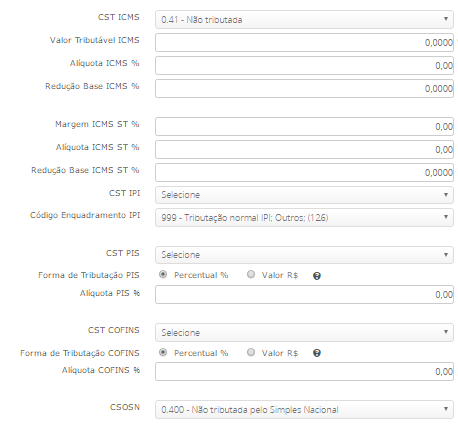 CST ICMS 0.41 - Não tributada
Valor Tributável ICMS 0,0000
Alíquota ICMS % 0,00
Redução Base ICMS % 0,0000
Margem ICMS ST % 0,00
Alíquota ICMS ST % 0,00
Redução Base ICMS ST % 0,0000
CST IPI Selecione
Código Enquadramento IPI 999 - Tributação normal IPI; Outros; (126)
CST PIS Selecione
Forma de Tributação PIS Percentual % Valor R$ ?
Alíquota PIS % 0,00
CST COFINS Selecione
Forma de Tributação COFINS Percentual % Valor R$ ?
Alíquota COFINS % 0,00
CSOSN 0.400 - Não tributada pelo Simples Nacional